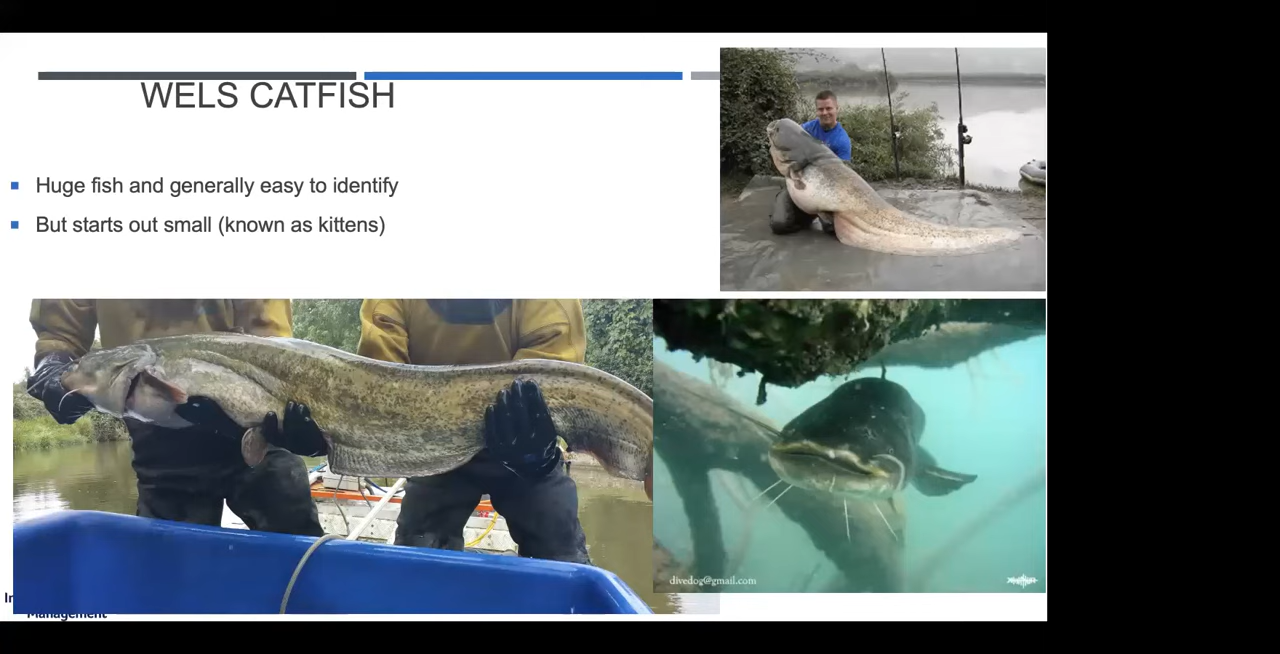 WELS CATFISH
Huge fish and generally easy to identify
But starts out small (known as kittens)
divedog@gmail.com
Management